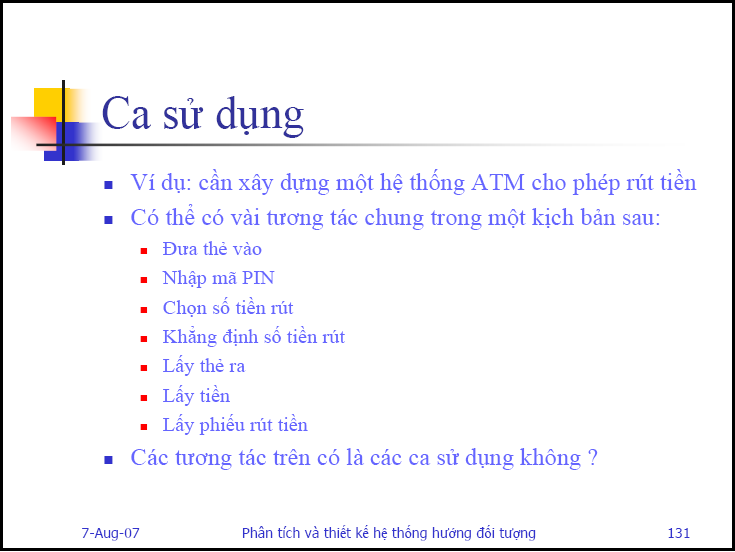 Ca sử dụng
Ví dụ: cần xây dựng một hệ thống ATM cho phép rút tiền
Có thể có vài tương tác chung trong một kịch bản sau:
Đưa thẻ vào
Nhập mã PIN
Chọn số tiền rút
Khẳng định số tiền rút
Lấy thẻ ra
Lấy tiền
Lấy phiếu rút tiền
Các tương tác trên có là các ca sử dụng không ?
7-Aug-07 Phân tích và thiết kế hệ thống hướng đối tượng 131